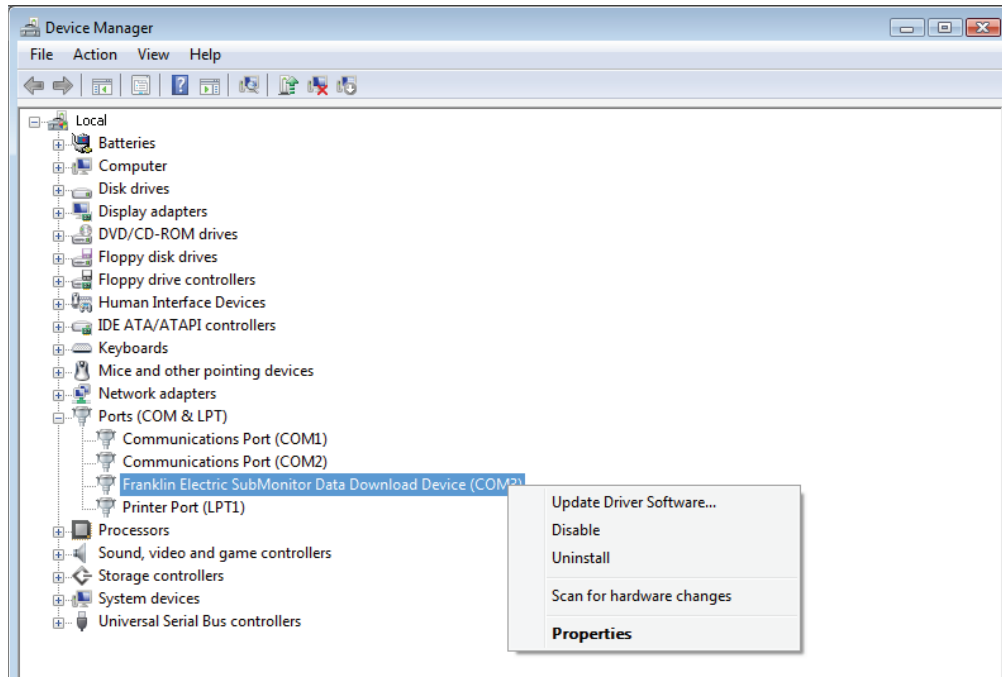 Device Manager
File Action View Help
Local
Batteries
Computer
Disk drives
Display adapters
DVD/CD-ROM drives
Floppy disk drives
Floppy drive controllers
Human Interface Devices
IDE ATA/ATAPI controllers
Keyboards
Mice and other pointing devices
Network adapters
Ports (COM & LPT)
Communications Port (COM1)
Communications Port (COM2)
Franklin Electric SubMonitor Data Download Device (COM3)
Printer Port (LPT1)
Processors
Sound, video and game controllers
Storage controllers
System devices
Universal Serial Bus controllers
Update Driver Software...
Disable
Uninstall
Scan for hardware changes
Properties